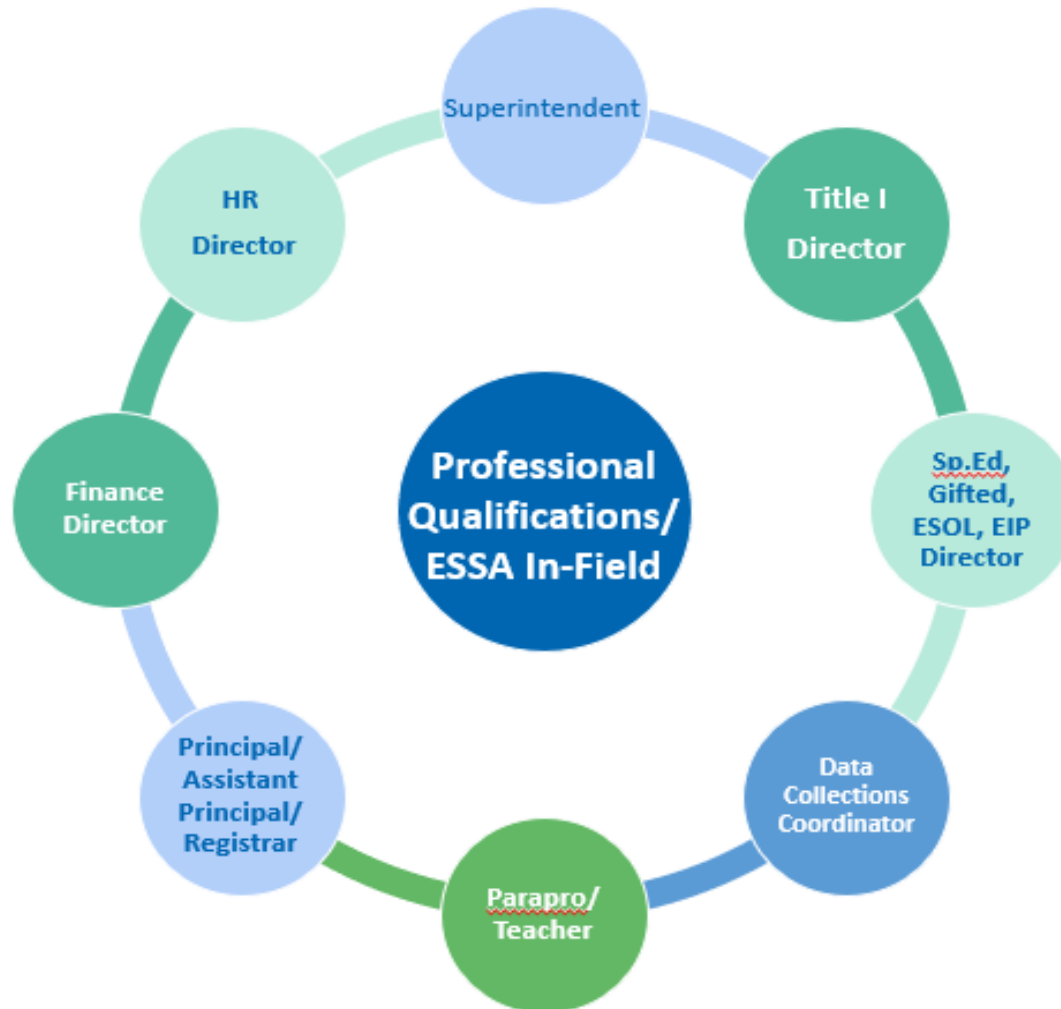 Superintendent
Title I
Director
Sp.Ed,
Gifted,
ESOL, EIP
Director
Data
Collections
Coordinator
Parapro/
Teacher
Principal/
Assistant
Principal/
Registrar
Finance
Director
HR
Director
Professional
Qualifications/
ESSA In-Field